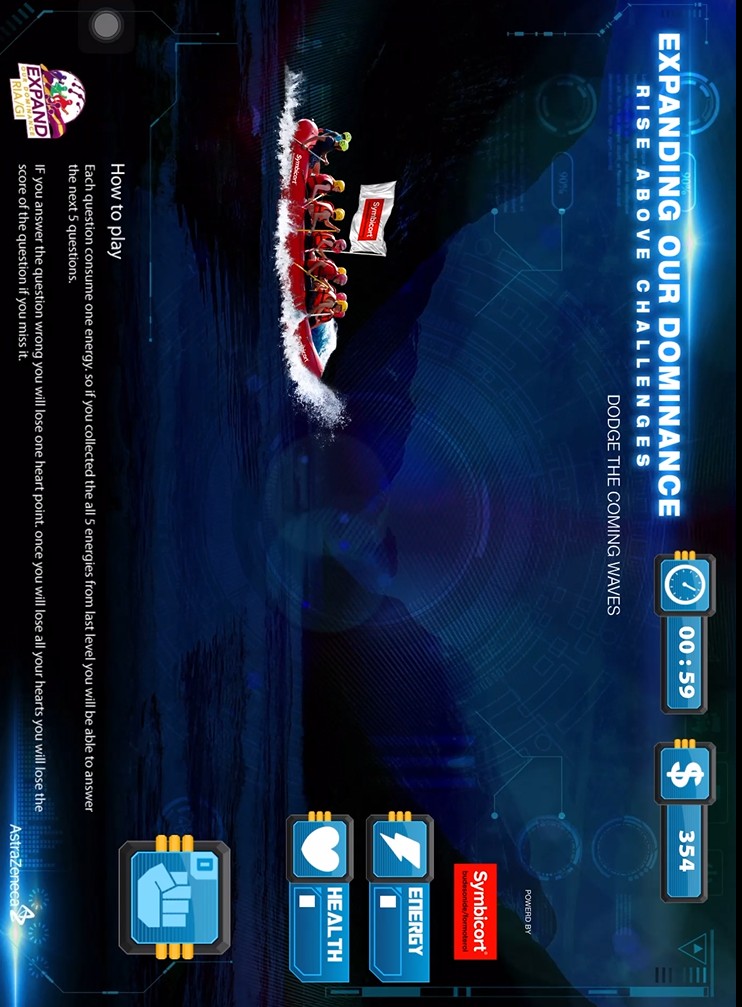 EXPANDING OUR DOMINANCE
RISE ABOVE CHALLENGES
00 : 59
$
354
90%
DODGE THE COMING WAVES
90%
POWERD BY
Symbicort
budesonide/formoterol
ENERGY
Symbicort
HEALTH
Symbicort
D
How to play
Each question consume one energy. so if you collected the all 5 energies from last level you will be able to answer
the next 5 questions.
IF you answer the question wrong you will lose one heart point. once you will lose all your hearts you will lose the
score of the question if you miss it.
EXPAND
OUR DOMINANCE
RIA/GI
AstraZeneca